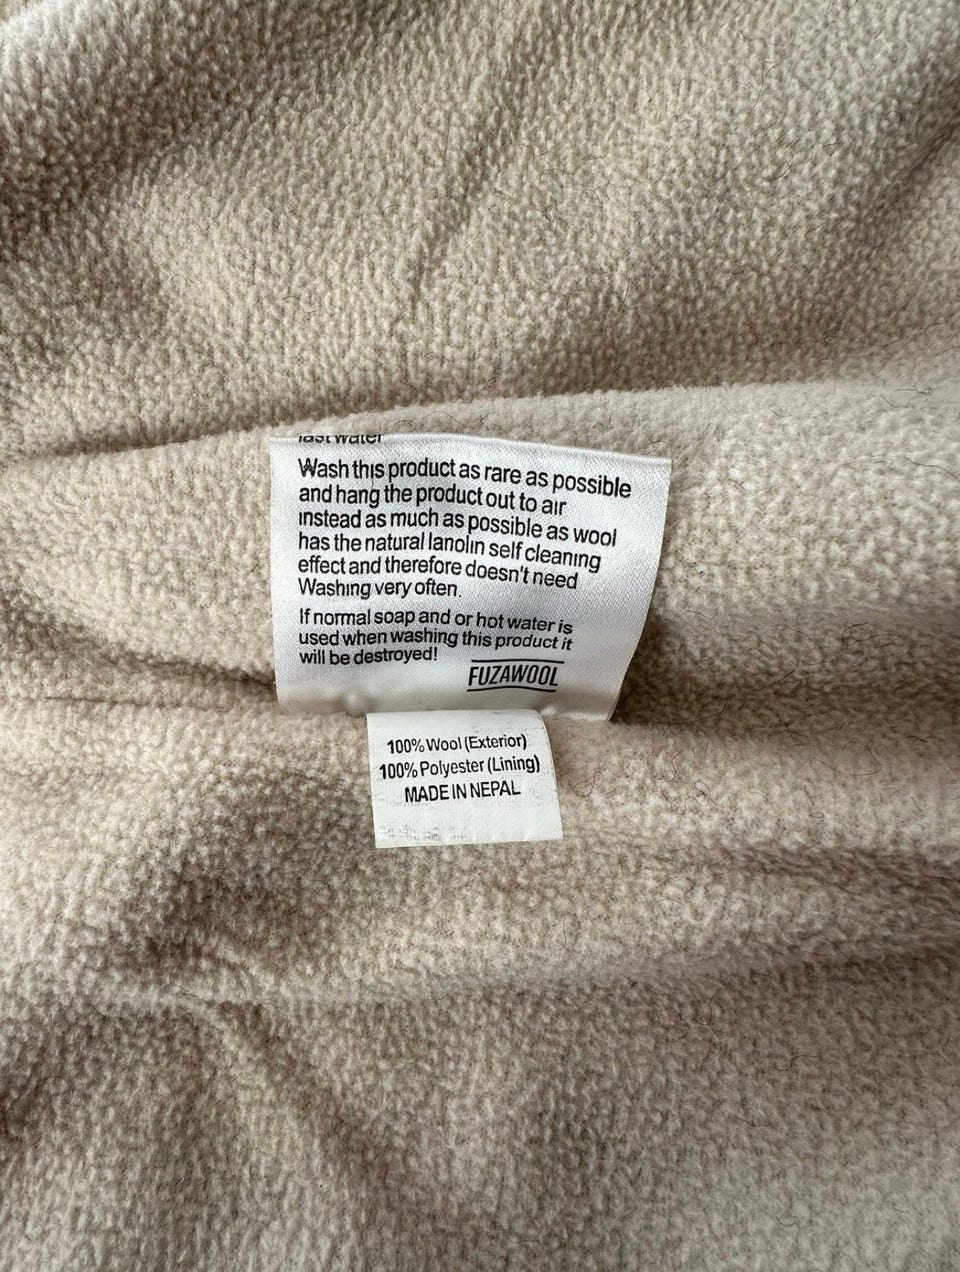 last water
Wash this product as rare as possible
and hang the product out to air
instead as much as possible as wool
has the natural lanolin self cleaning
effect and therefore doesn't need
Washing very often.
If normal soap and or hot water is
used when washing this product it
will be destroyed!
FUZAWOOL
100% Wool (Exterior)
100% Polyester (Lining)
MADE IN NEPAL